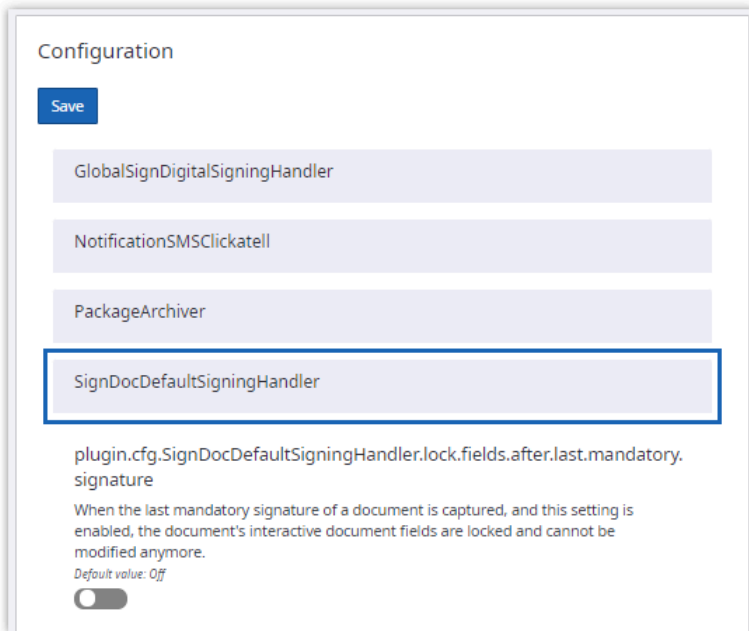 Configuration
Save
GlobalSignDigitalSigningHandler
NotificationSMSClickatell
PackageArchiver
SignDocDefaultSigningHandler
plugin.cfg.SignDocDefaultSigningHandler.lock.fields.after.last.mandatory.
signature
When the last mandatory signature of a document is captured, and this setting is
enabled, the document's interactive document fields are locked and cannot be
modified anymore.
Default value: Off